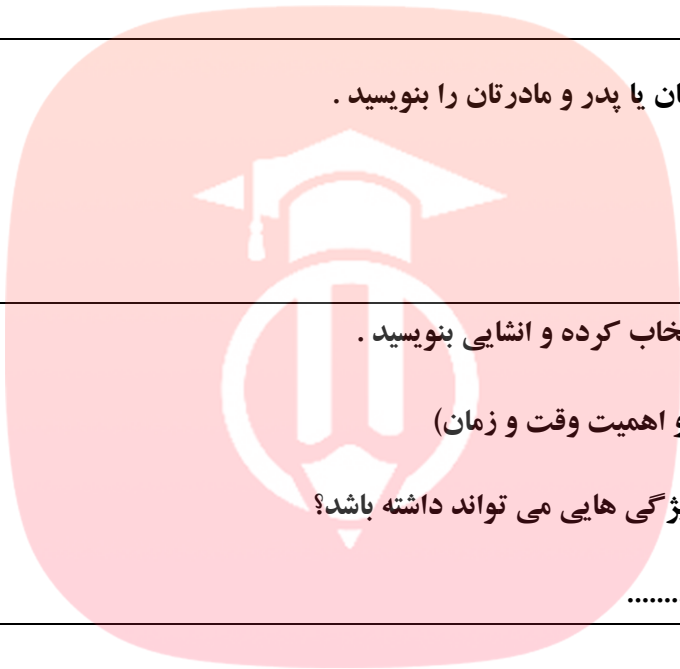 ان یا پدر و مادرتان را بنویسید .
خاب کرده و انشایی بنویسید .
و اهمیت وقت و زمان)
ژگی هایی می تواند داشته باشد؟
.......